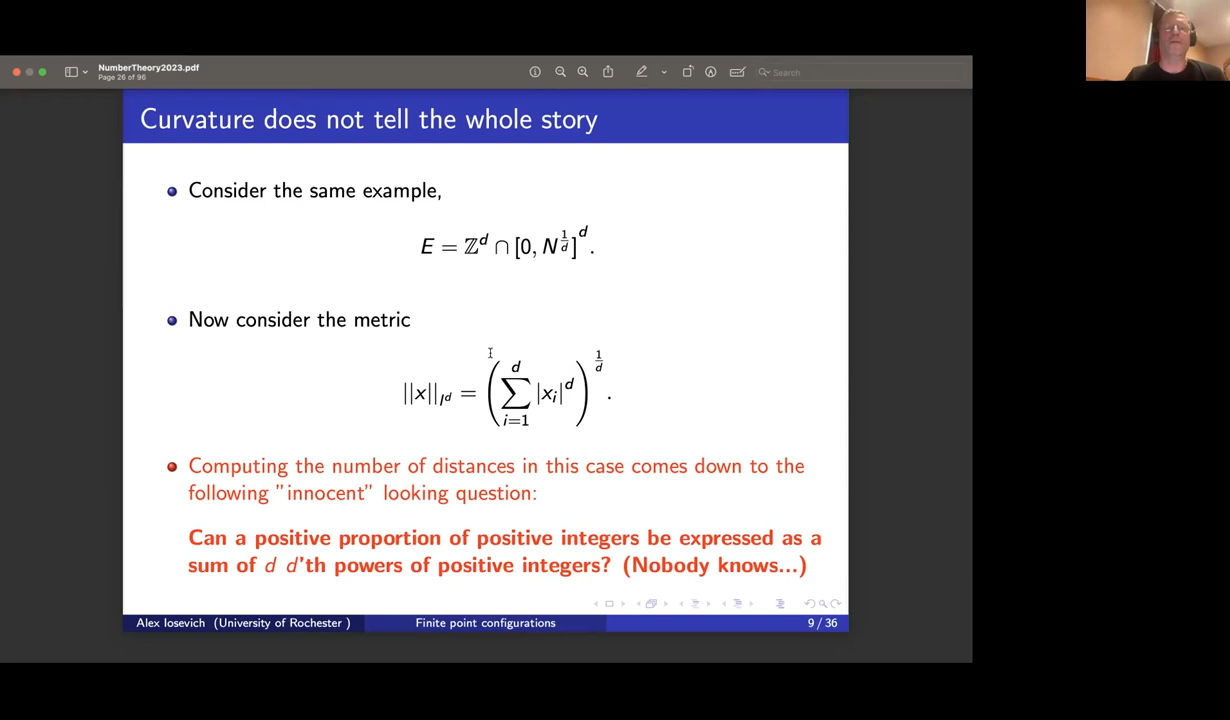 NumberTheory2023.pdf
Page 26 of 96
Search
Curvature does not tell the whole story
Consider the same example,
E = ℤ^d ∩ [0, N^{1/d}]^d.
Now consider the metric
||x||_{l^d} = (∑_{i=1}^{d} |x_i|^d)^{1/d}.
Computing the number of distances in this case comes down to the
following "innocent" looking question:
Can a positive proportion of positive integers be expressed as a
sum of d d'th powers of positive integers? (Nobody knows...)
Alex Iosevich (University of Rochester ) Finite point configurations 9 / 36